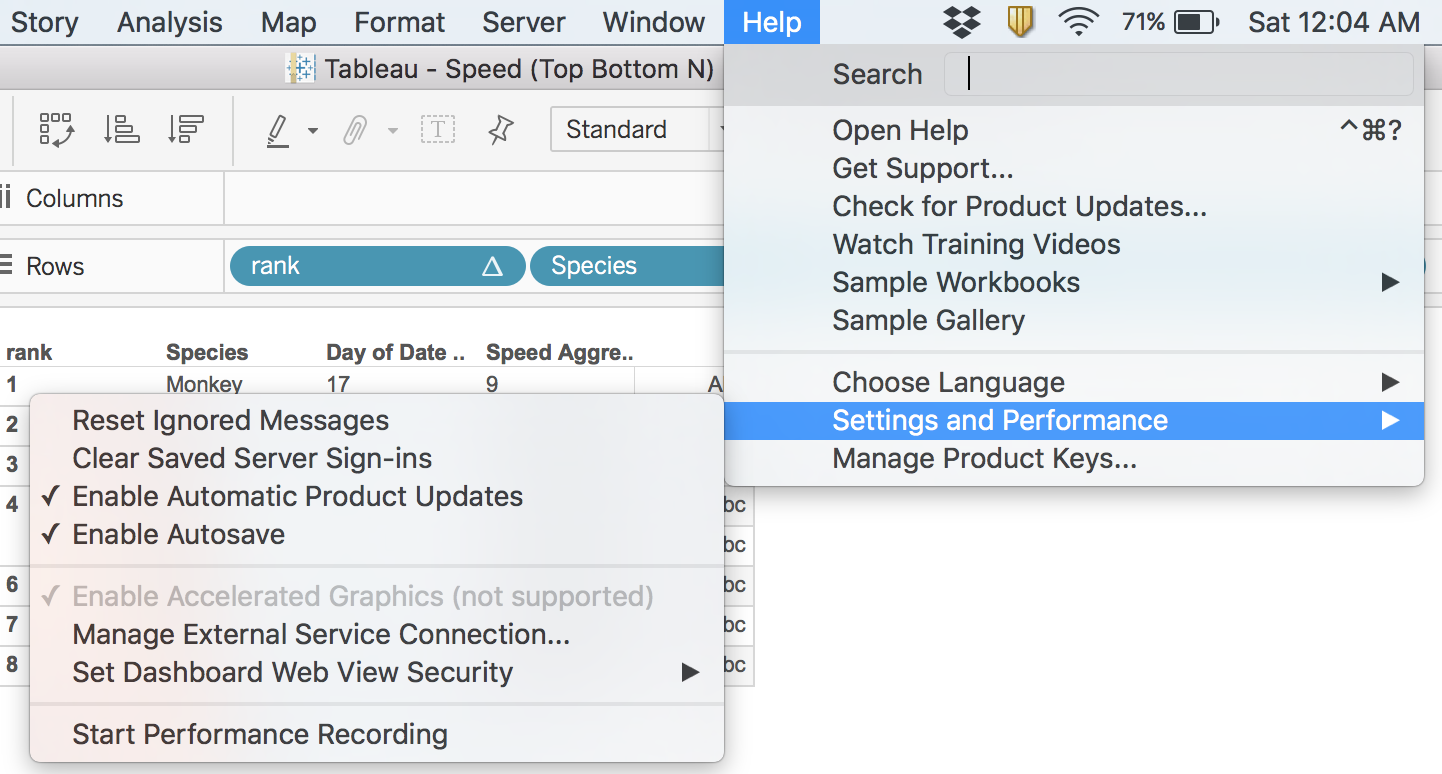 Story Analysis Map Format Server Window Help 71% Sat 12:04 AM
Tableau - Speed (Top Bottom N)
Search
Standard
Open Help ^⌘?
Get Support...
Check for Product Updates...
Watch Training Videos
Sample Workbooks
Sample Gallery
Choose Language
Settings and Performance
Manage Product Keys...
Columns
Rows rank Species
rank Species Day of Date .. Speed Aggre..
1 Monkey 17 9 A
2
3
4 bc
bc
6 bc
7 bc
8 bc
Reset Ignored Messages
Clear Saved Server Sign-ins
✓ Enable Automatic Product Updates
✓ Enable Autosave
✓ Enable Accelerated Graphics (not supported)
Manage External Service Connection...
Set Dashboard Web View Security
Start Performance Recording